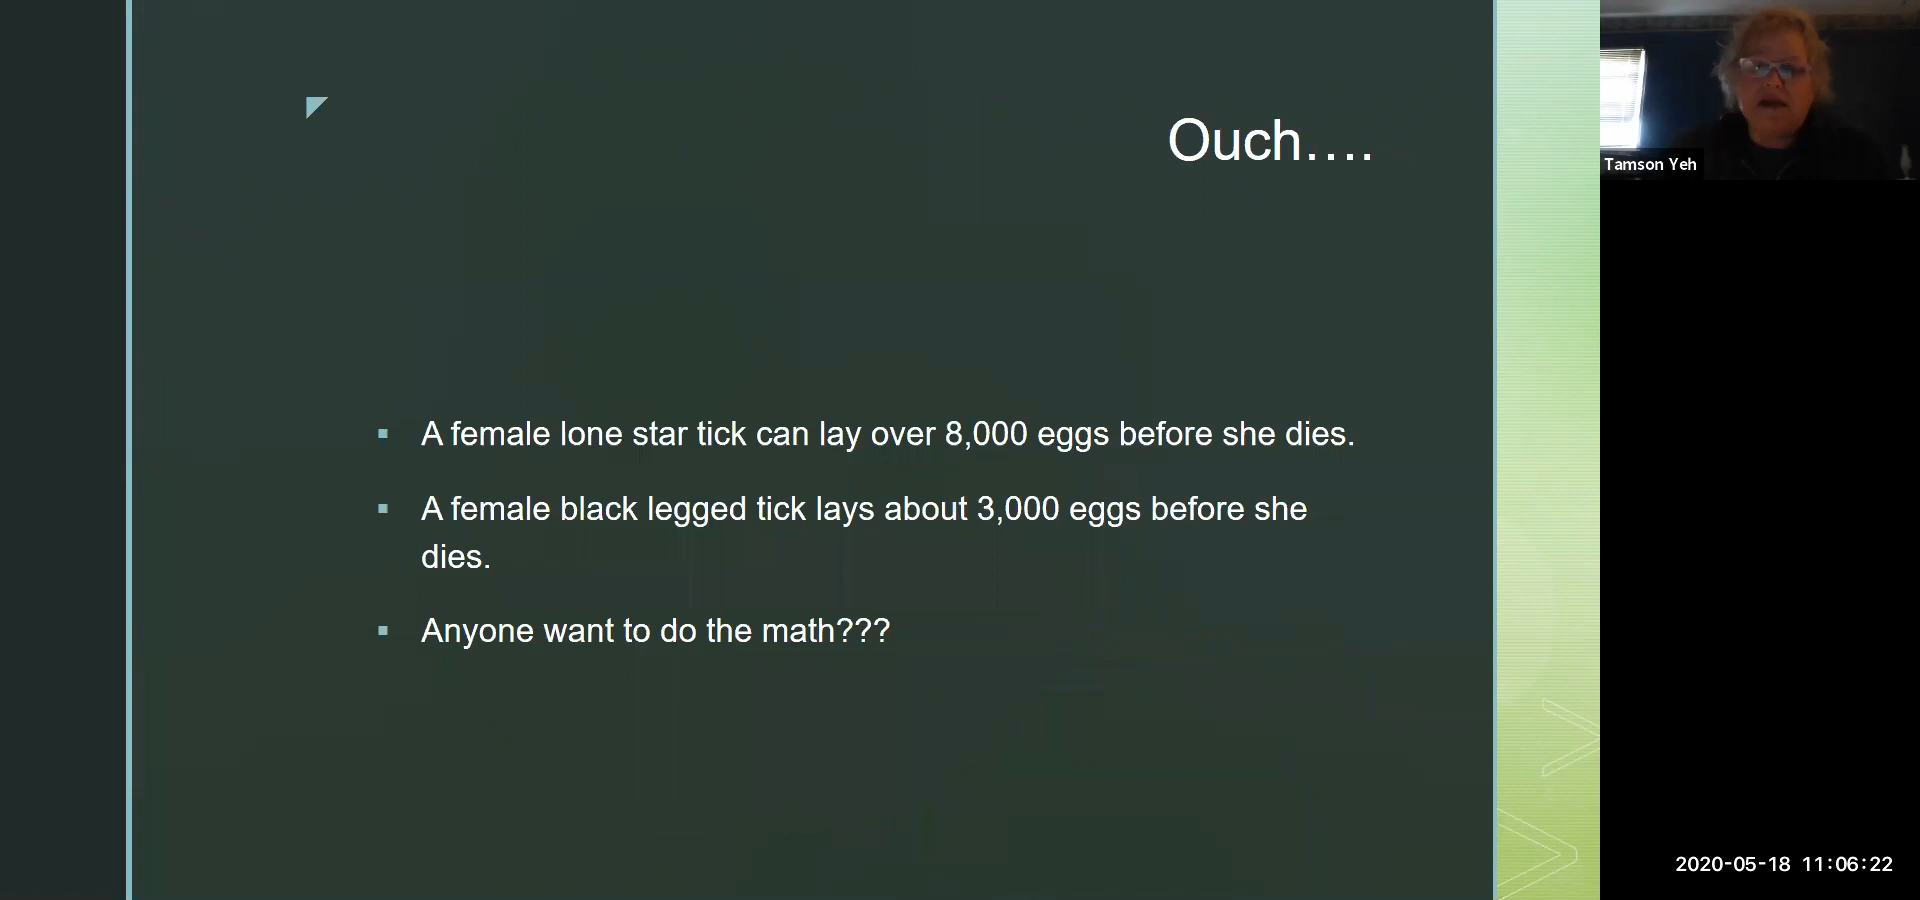 Ouch....
A female lone star tick can lay over 8,000 eggs before she dies.
A female black legged tick lays about 3,000 eggs before she
dies.
Anyone want to do the math???
Tamson Yeh
2020-05-18 11:06:22